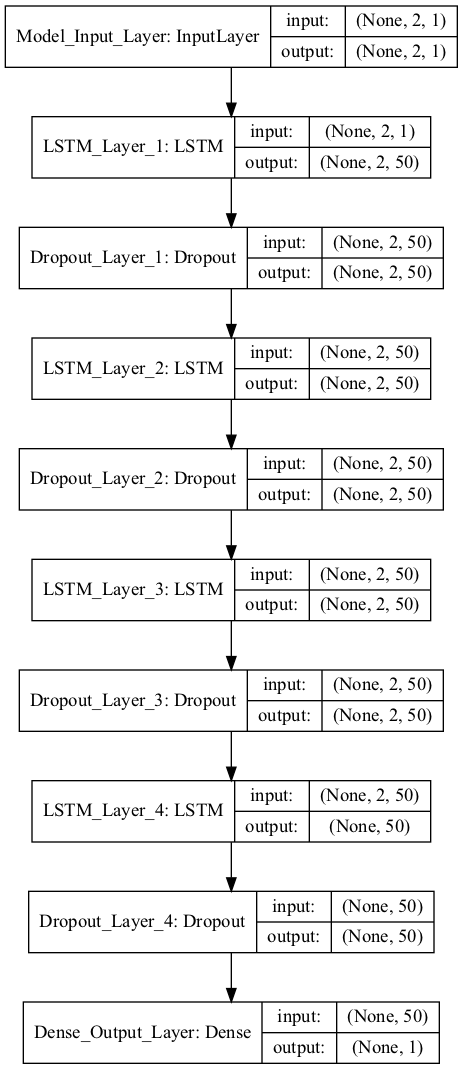 Model_Input_Layer: InputLayer
input: (None, 2, 1)
output: (None, 2, 1)
LSTM_Layer_1: LSTM
input: (None, 2, 1)
output: (None, 2, 50)
Dropout_Layer_1: Dropout
input: (None, 2, 50)
output: (None, 2, 50)
LSTM_Layer_2: LSTM
input: (None, 2, 50)
output: (None, 2, 50)
Dropout_Layer_2: Dropout
input: (None, 2, 50)
output: (None, 2, 50)
LSTM_Layer_3: LSTM
input: (None, 2, 50)
output: (None, 2, 50)
Dropout_Layer_3: Dropout
input: (None, 2, 50)
output: (None, 2, 50)
LSTM_Layer_4: LSTM
input: (None, 2, 50)
output: (None, 50)
Dropout_Layer_4: Dropout
input: (None, 50)
output: (None, 50)
Dense_Output_Layer: Dense
input: (None, 50)
output: (None, 1)